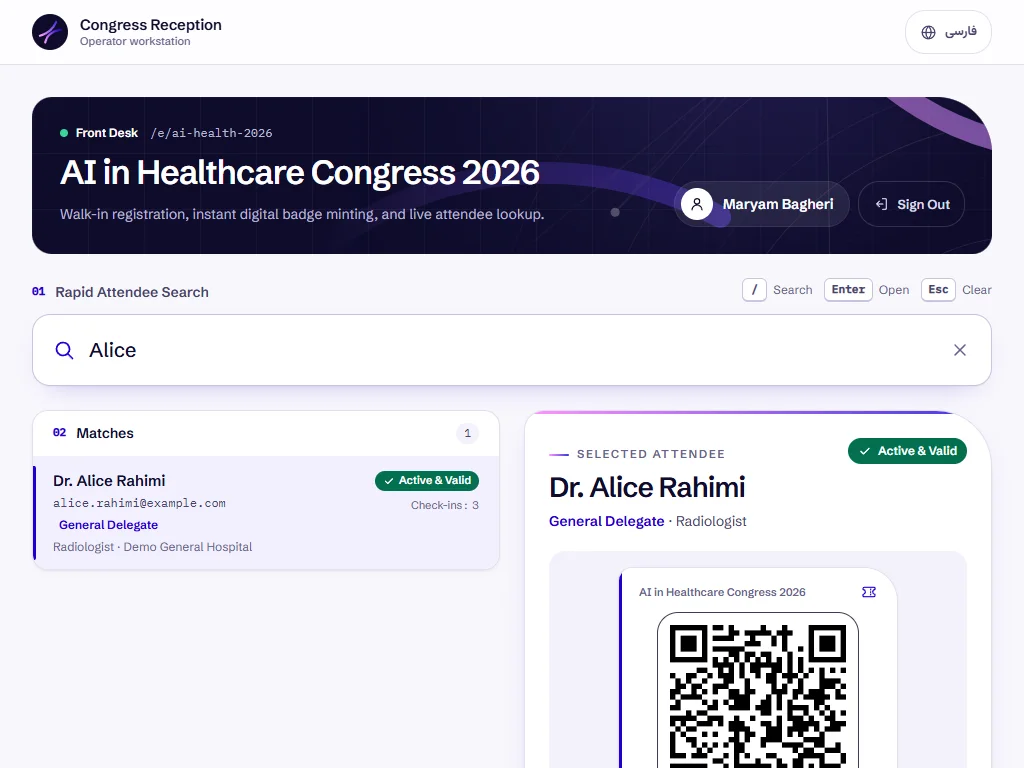 Congress Reception
Operator workstation
فارسی
Front Desk /e/ai-health-2026
AI in Healthcare Congress 2026
Walk-in registration, instant digital badge minting, and live attendee lookup.
Maryam Bagheri
Sign Out
01 Rapid Attendee Search
/ Search Enter Open Esc Clear
Alice
02 Matches 1
Dr. Alice Rahimi
Active & Valid
alice.rahimi@example.com
Check-ins: 3
General Delegate
Radiologist · Demo General Hospital
SELECTED ATTENDEE
Active & Valid
Dr. Alice Rahimi
General Delegate · Radiologist
AI in Healthcare Congress 2026